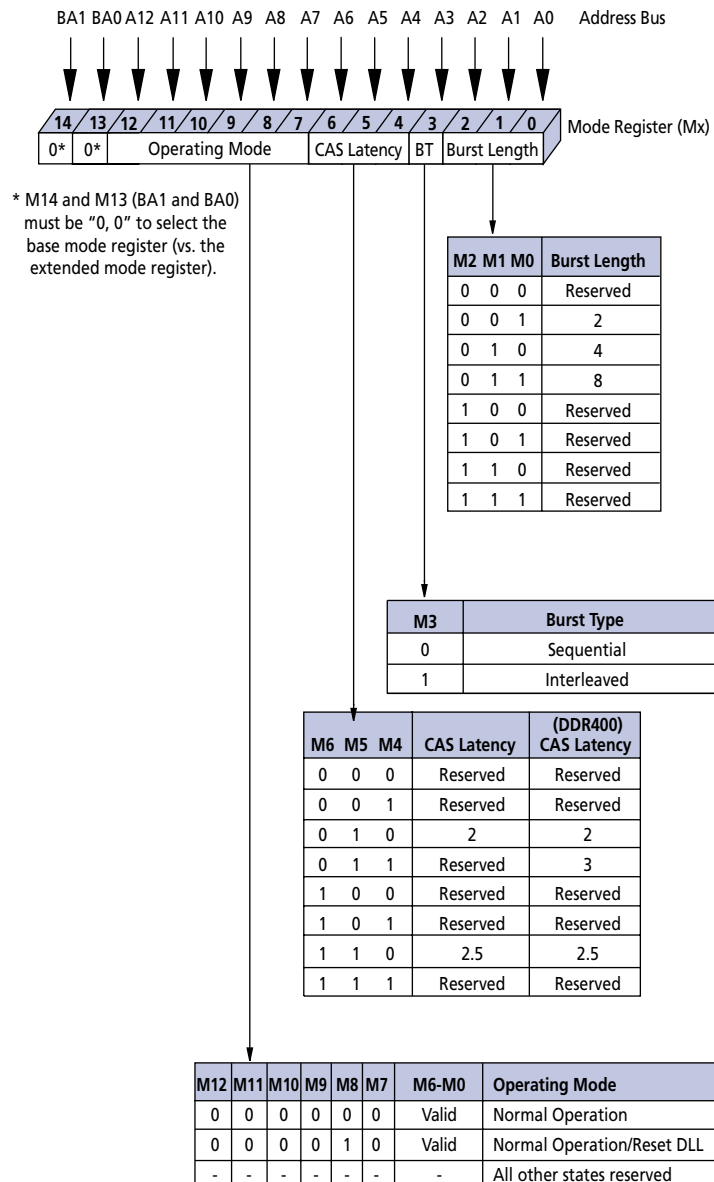 BA1 BA0 A12 A11 A10 A9 A8 A7 A6 A5 A4 A3 A2 A1 A0 Address Bus
14 13 12 11 10 9 8 7 6 5 4 3 2 1 0 Mode Register (Mx)
0* 0* Operating Mode CAS Latency BT Burst Length
* M14 and M13 (BA1 and BA0)
must be “0, 0” to select the
base mode register (vs. the
extended mode register).
M2 M1 M0 Burst Length
0 0 0 Reserved
0 0 1 2
0 1 0 4
0 1 1 8
1 0 0 Reserved
1 0 1 Reserved
1 1 0 Reserved
1 1 1 Reserved
M3 Burst Type
0 Sequential
1 Interleaved
(DDR400)
M6 M5 M4 CAS Latency CAS Latency
0 0 0 Reserved Reserved
0 0 1 Reserved Reserved
0 1 0 2 2
0 1 1 Reserved 3
1 0 0 Reserved Reserved
1 0 1 Reserved Reserved
1 1 0 2.5 2.5
1 1 1 Reserved Reserved
M12 M11 M10 M9 M8 M7 M6-M0 Operating Mode
0 0 0 0 0 0 Valid Normal Operation
0 0 0 0 1 0 Valid Normal Operation/Reset DLL
- - - - - - - All other states reserved